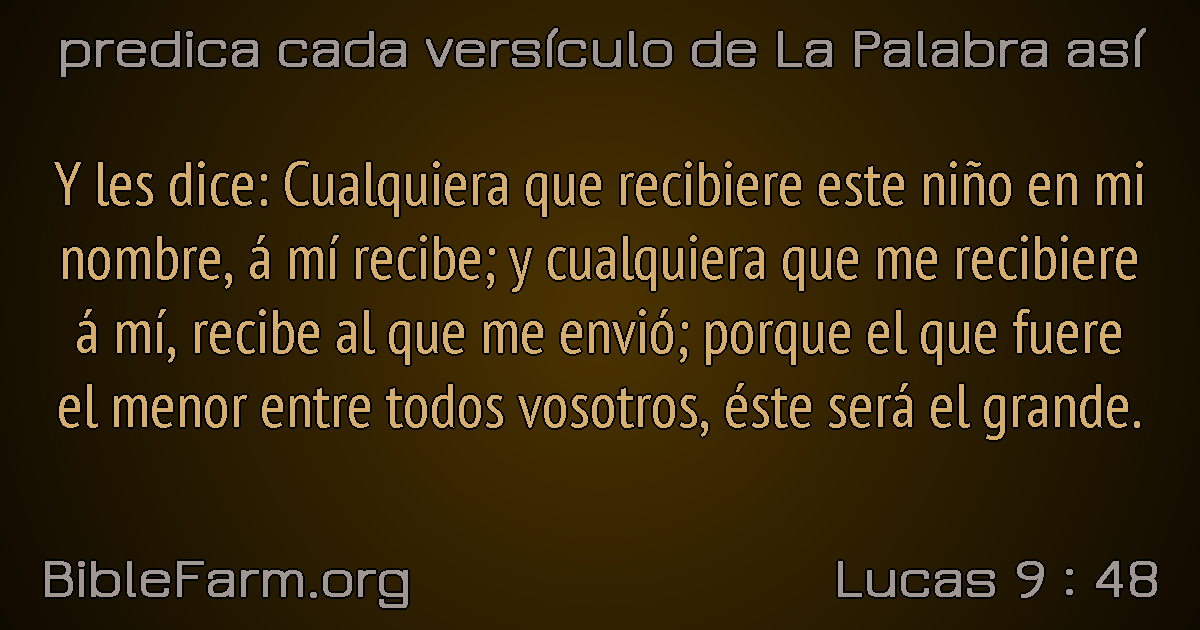 predica cada versículo de La Palabra así
Y les dice: Cualquiera que recibiere este niño en mi
nombre, á mí recibe; y cualquiera que me recibiere
á mí, recibe al que me envió; porque el que fuere
el menor entre todos vosotros, éste será el grande.
BibleFarm.org
Lucas 9 : 48